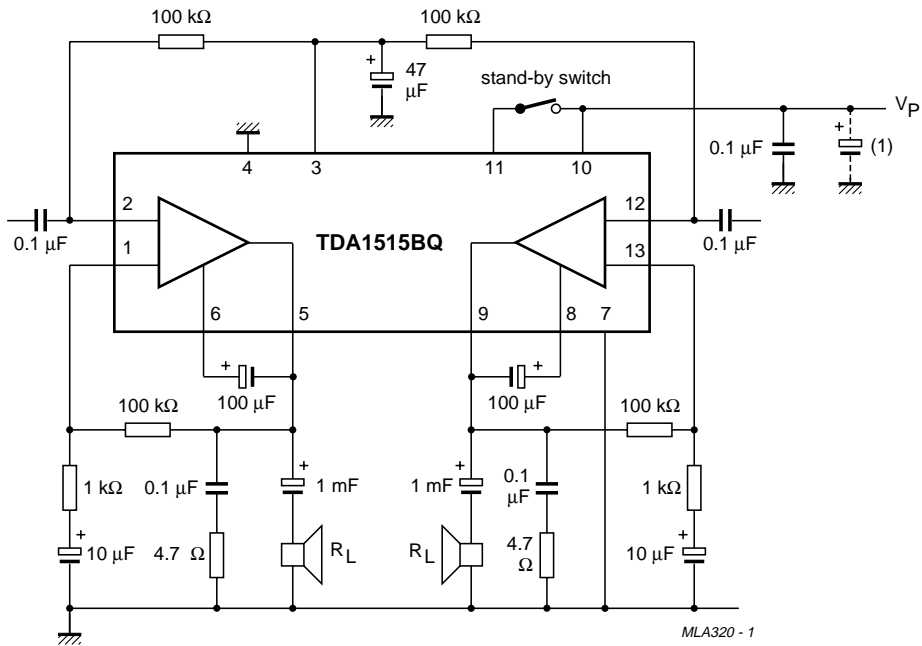 100 kΩ
100 kΩ
+
47
μF
stand-by switch
VP
4
3
11
10
0.1 μF
+
(1)
2
12
0.1 μF
TDA1515BQ
0.1 μF
1
13
6
5
9
8
7
+
100 μF
+
100 μF
100 kΩ
100 kΩ
1 kΩ
0.1 μF
+
1 mF
+
1 mF
0.1
μF
1 kΩ
+
10 μF
4.7 Ω
RL
RL
4.7
Ω
+
10 μF
MLA320 - 1